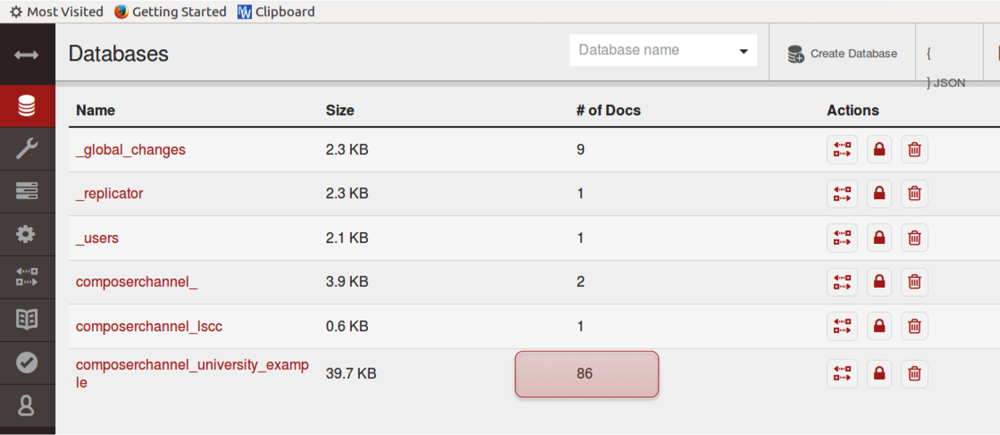 Most Visited Getting Started Clipboard
Databases Database name Create Database {
} JSON
Name Size # of Docs Actions
_global_changes 2.3 KB 9
_replicator 2.3 KB 1
_users 2.1 KB 1
composerchannel_ 3.9 KB 2
composerchannel_lscc 0.6 KB 1
composerchannel_university_examp 39.7 KB 86
le